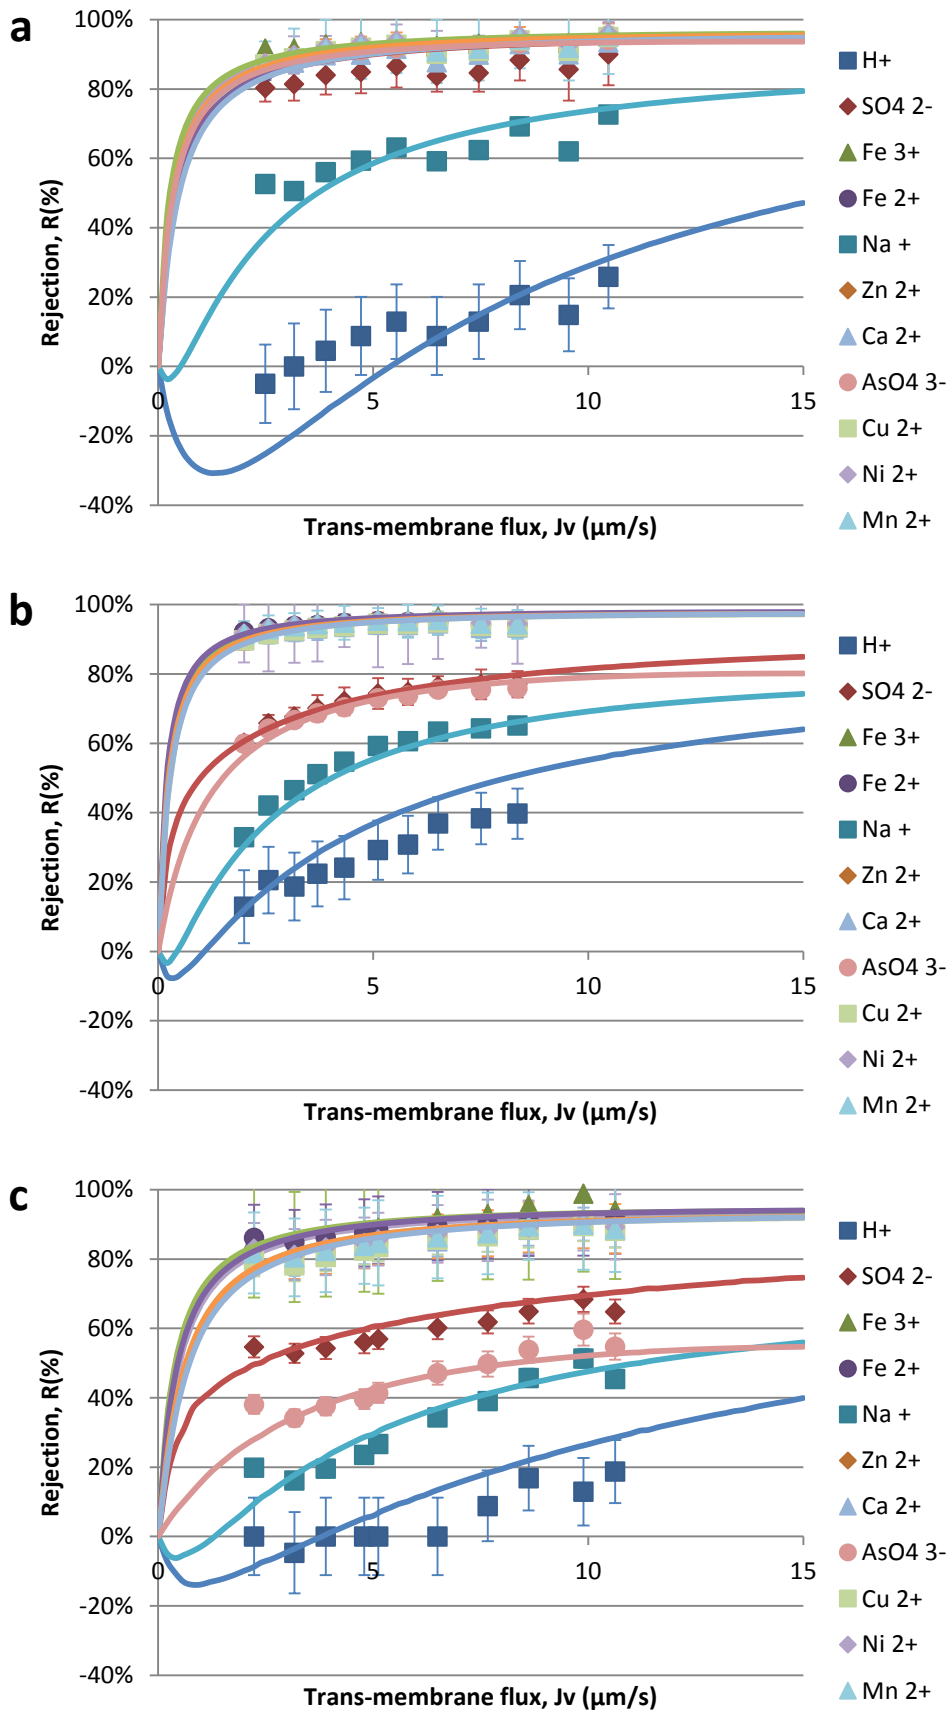 a
100%
80%
60%
40%
20%
0%
-20%
-40%
0
5
10
15
Rejection, R(%)
Trans-membrane flux, Jv (µm/s)
H+
SO4 2-
Fe 3+
Fe 2+
Na +
Zn 2+
Ca 2+
AsO4 3-
Cu 2+
Ni 2+
Mn 2+
b
100%
80%
60%
40%
20%
0%
-20%
-40%
0
5
10
15
Rejection, R(%)
Trans-membrane flux, Jv (µm/s)
H+
SO4 2-
Fe 3+
Fe 2+
Na +
Zn 2+
Ca 2+
AsO4 3-
Cu 2+
Ni 2+
Mn 2+
c
100%
80%
60%
40%
20%
0%
-20%
-40%
0
5
10
15
Rejection, R(%)
Trans-membrane flux, Jv (µm/s)
H+
SO4 2-
Fe 3+
Fe 2+
Na +
Zn 2+
Ca 2+
AsO4 3-
Cu 2+
Ni 2+
Mn 2+